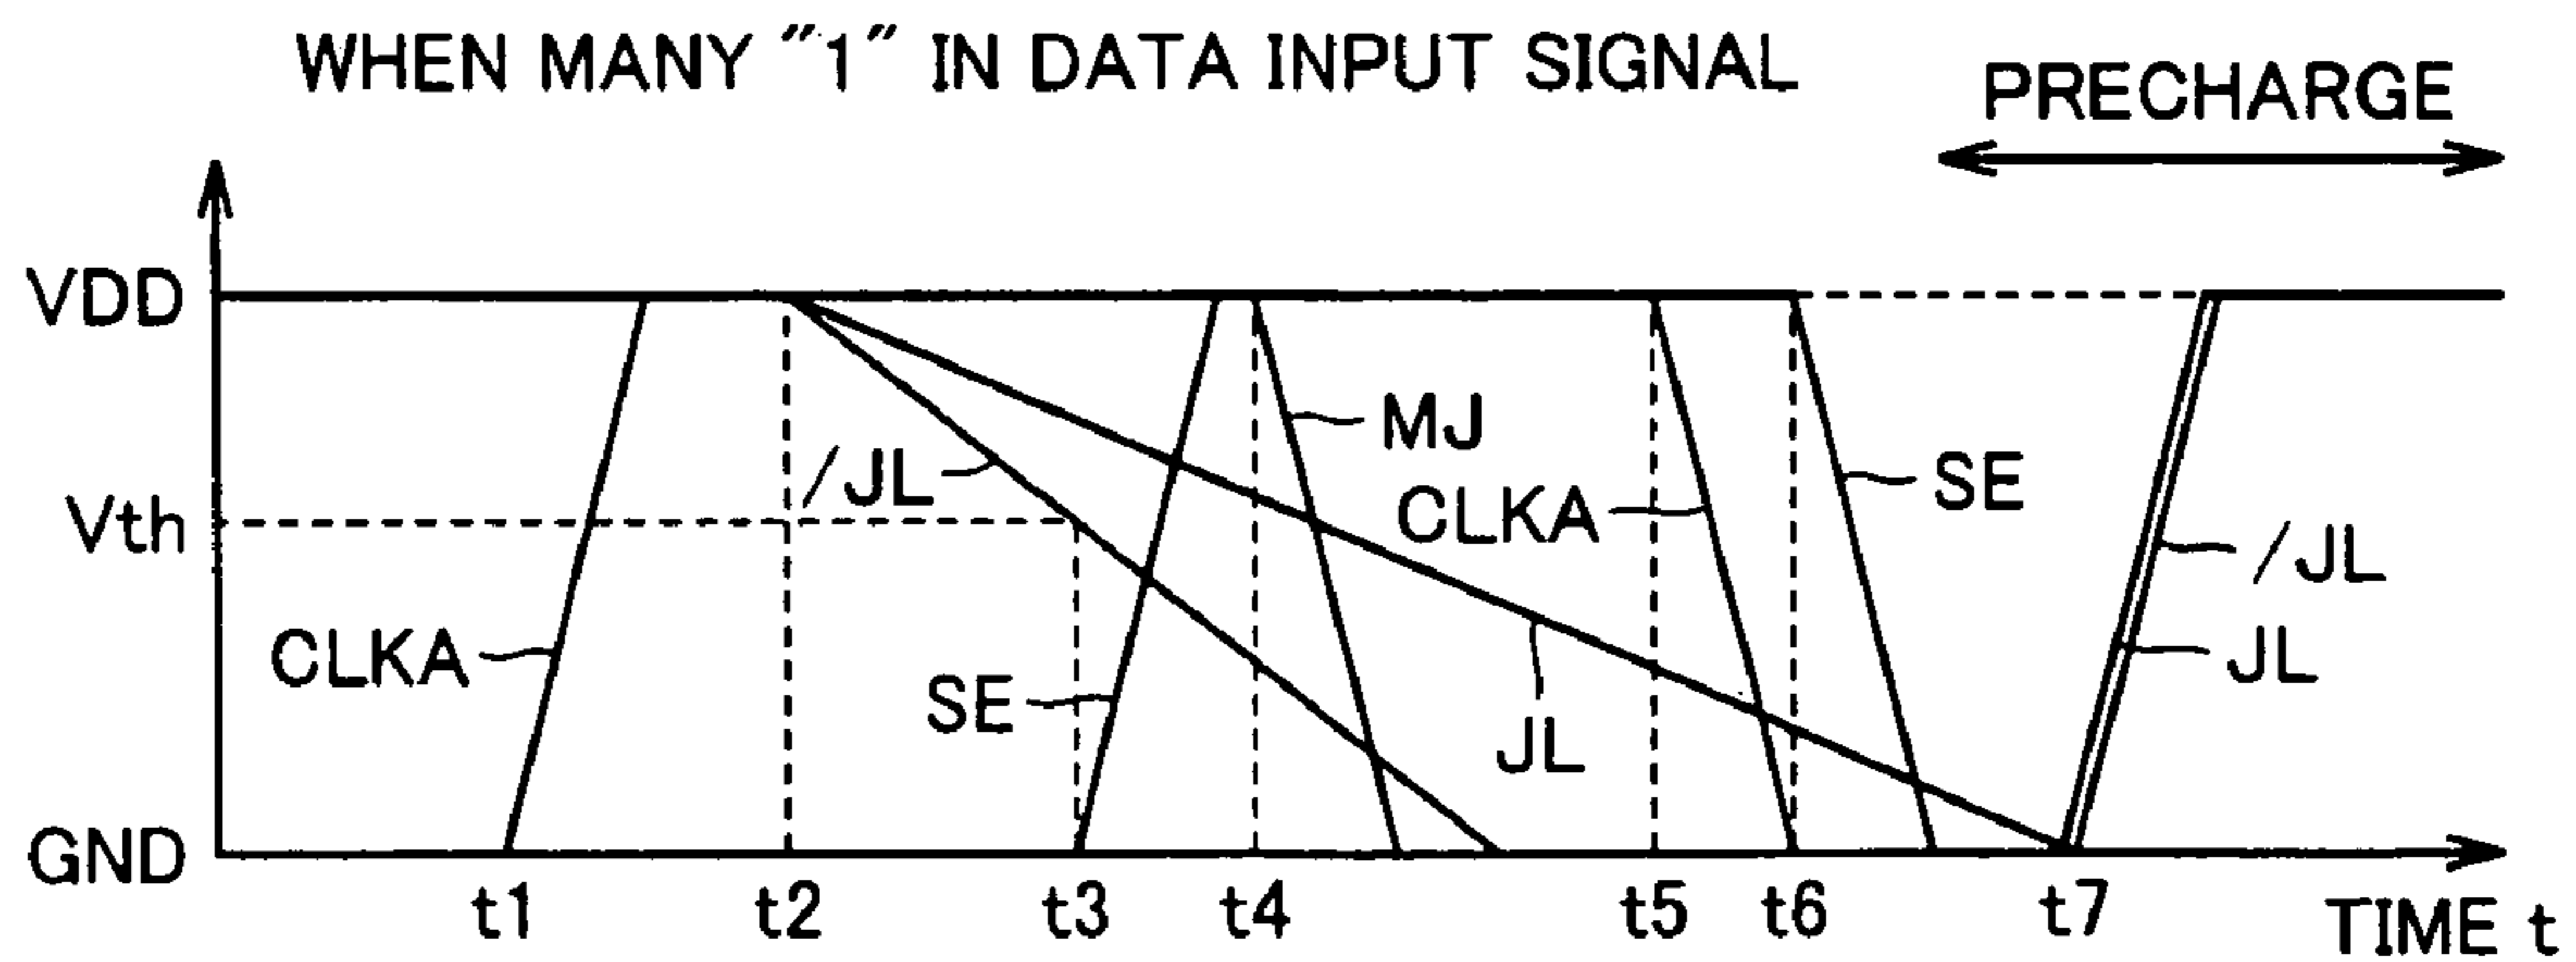 WHEN MANY "1" IN DATA INPUT SIGNAL
PRECHARGE
VDD
MJ
/JL
SE
Vth
CLKA
/JL
CLKA
JL
SE
JL
GND
t1 t2 t3 t4 t5 t6 t7 TIME t